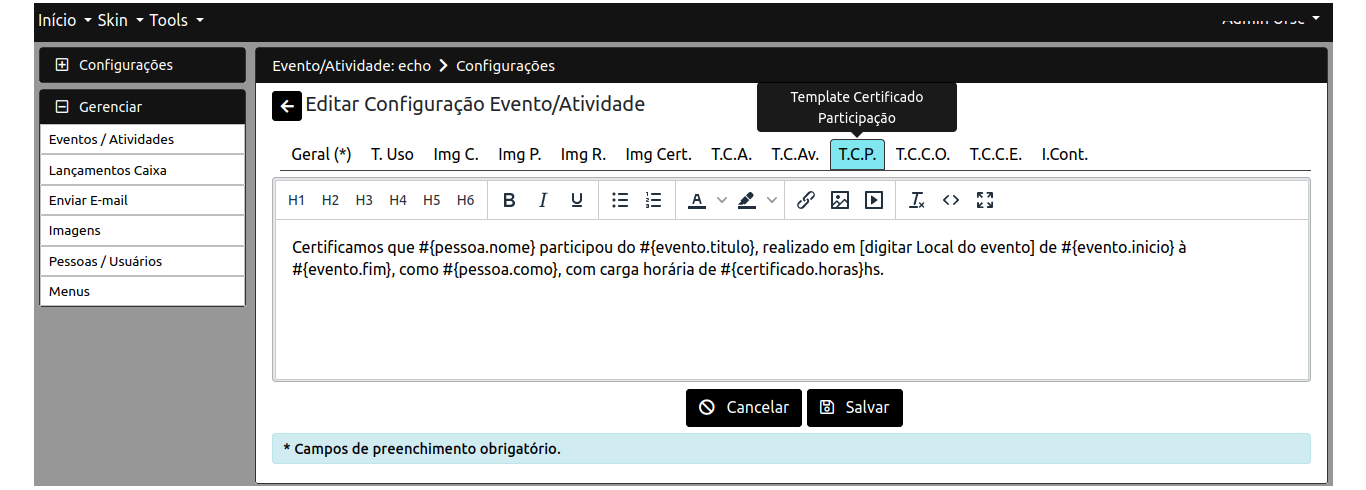 Início Skin Tools
Configurações
Gerenciar
Eventos / Atividades
Lançamentos Caixa
Enviar E-mail
Imagens
Pessoas / Usuários
Menus
Evento/Atividade: echo Configurações
Editar Configuração Evento/Atividade
Template Certificado
Participação
Geral (*) T. Uso Img C. Img P. Img R. Img Cert. T.C.A. T.C.Av. T.C.P. T.C.C.O. T.C.C.E. I.Cont.
H1 H2 H3 H4 H5 H6 B I U A
Certificamos que #{pessoa.nome} participou do #{evento.titulo}, realizado em [digitar Local do evento] de #{evento.inicio} à
#{evento.fim}, como #{pessoa.como}, com carga horária de #{certificado.horas}hs.
Cancelar Salvar
* Campos de preenchimento obrigatório.